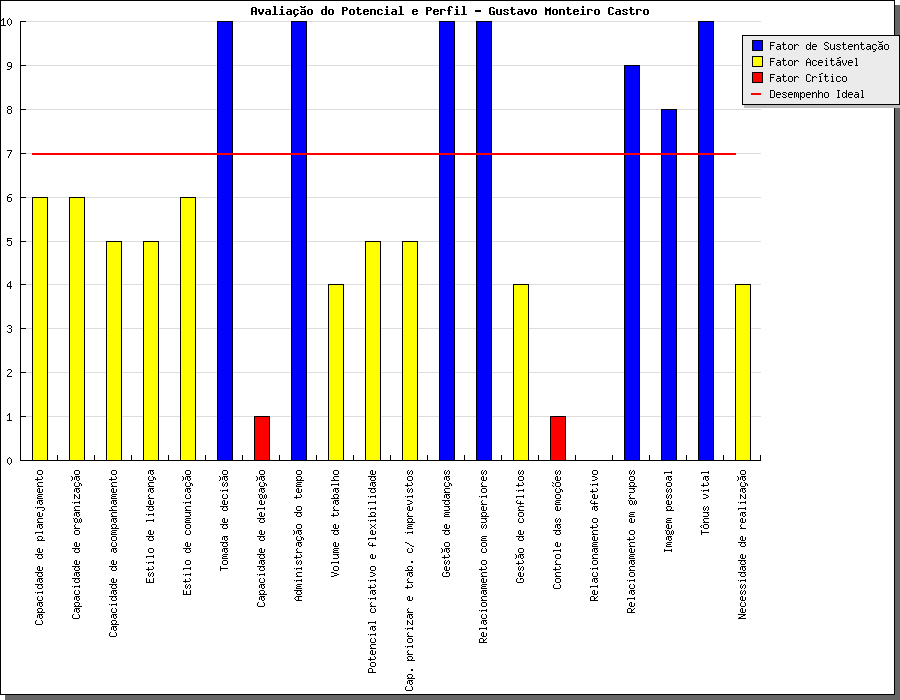 Avaliação do Potencial e Perfil - Gustavo Monteiro Castro
Fator de Sustentação
Fator Aceitável
Fator Crítico
Desempenho Ideal
10
9
8
7
6
5
4
3
2
1
0
Capacidade de planejamento
Capacidade de organização
Capacidade de acompanhamento
Estilo de liderança
Estilo de comunicação
Tomada de decisão
Capacidade de delegação
Administração do tempo
Volume de trabalho
Potencial criativo e flexibilidade
Cap. priorizar e trab. c/ imprevistos
Gestão de mudanças
Relacionamento com superiores
Gestão de conflitos
Controle das emoções
Relacionamento afetivo
Relacionamento em grupos
Imagem pessoal
Tônus vital
Necessidade de realização